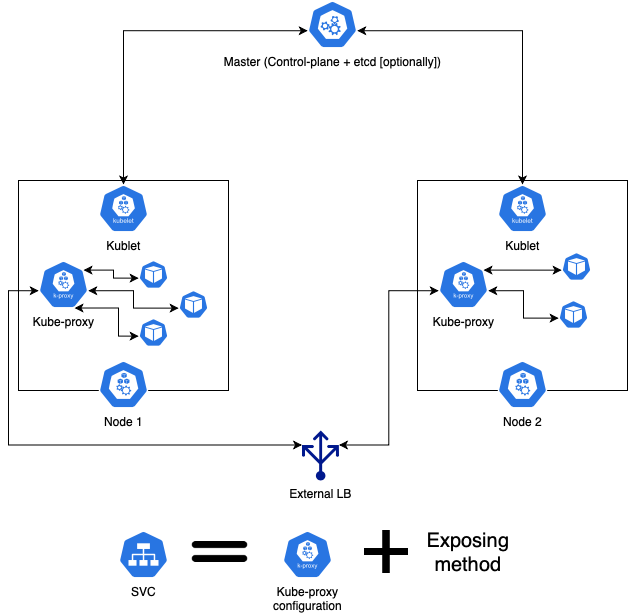 Master (Control-plane + etcd [optionally])
kubelet
Kublet
kubelet
Kublet
k-proxy
Kube-proxy
k-proxy
Kube-proxy
Node 1
Node 2
External LB
SVC
=
k-proxy
Kube-proxy
configuration
+
Exposing
method